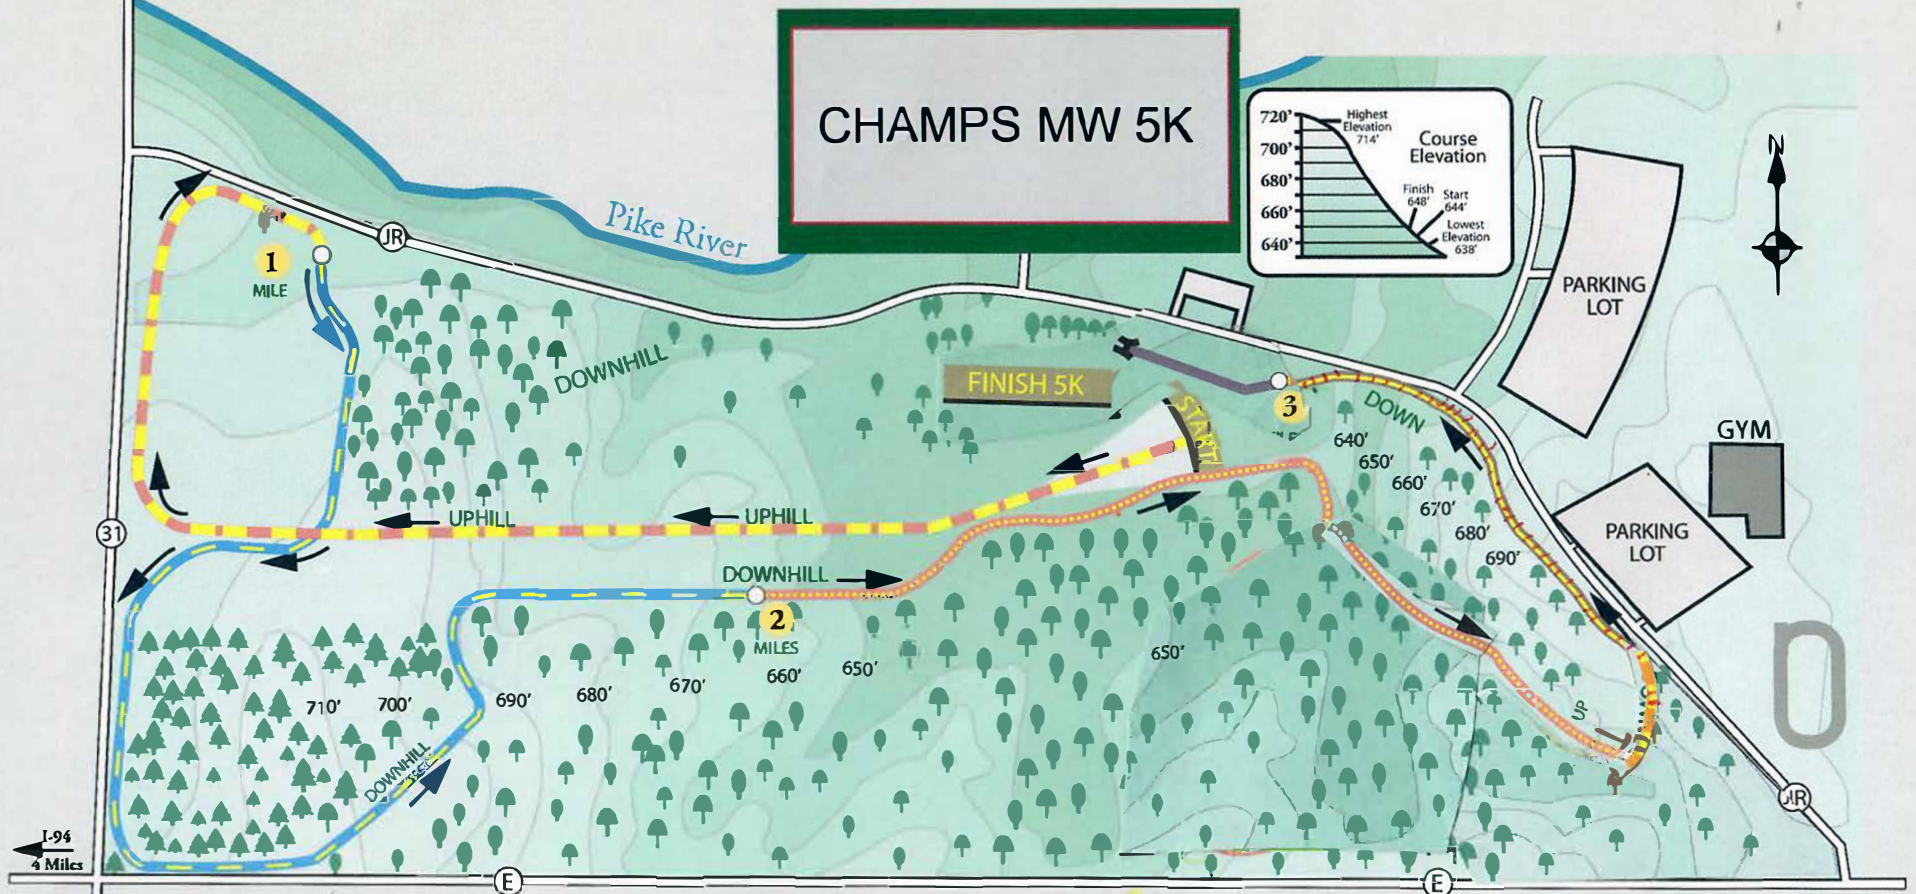 CHAMPS MW 5K
720'
700'
680'
660'
640'
Highest
Elevation
714'
Course
Elevation
Finish
648'
Start
644'
Lowest
Elevation
638'
N
Pike River
JR
1
MILE
PARKING
LOT
DOWNHILL
FINISH 5K
START
3
DOWN
640'
650'
660'
670'
680'
690'
GYM
PARKING
LOT
31
UPHILL
UPHILL
DOWNHILL
2
MILES
650'
660'
670'
680'
690'
700'
710'
650'
UP
DOWNHILL
JR
I-94
4 Miles
E
E